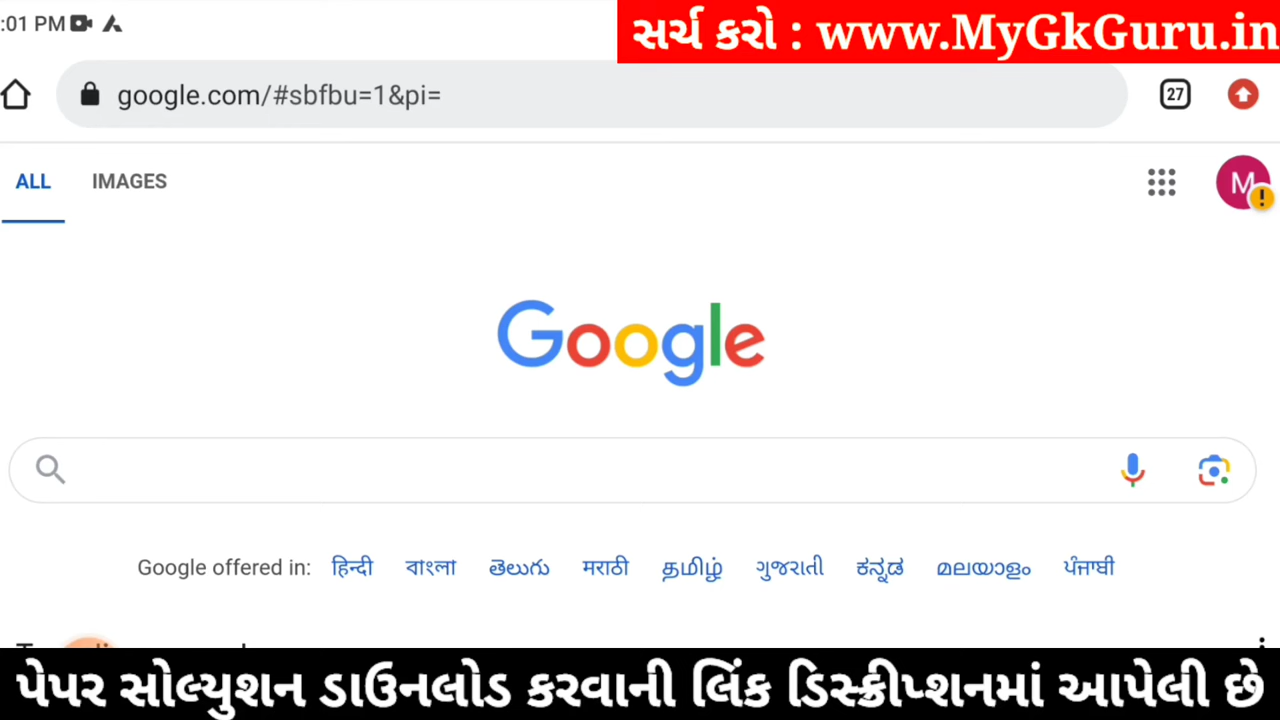 :01 PM
સર્ચ કરો : www.MyGkGuru.in
google.com/#sbfbu=1&pi=
27
ALL IMAGES
M
Google
Google offered in: हिन्दी বাংলা తెలుగు मराठी தமிழ் ગુજરાતી ಕನ್ನಡ മലയാളം ਪੰਜਾਬੀ
પેપર સોલ્યુશન ડાઉનલોડ કરવાની લિંક ડિસ્ક્રીપ્શનમાં આપેલી છે